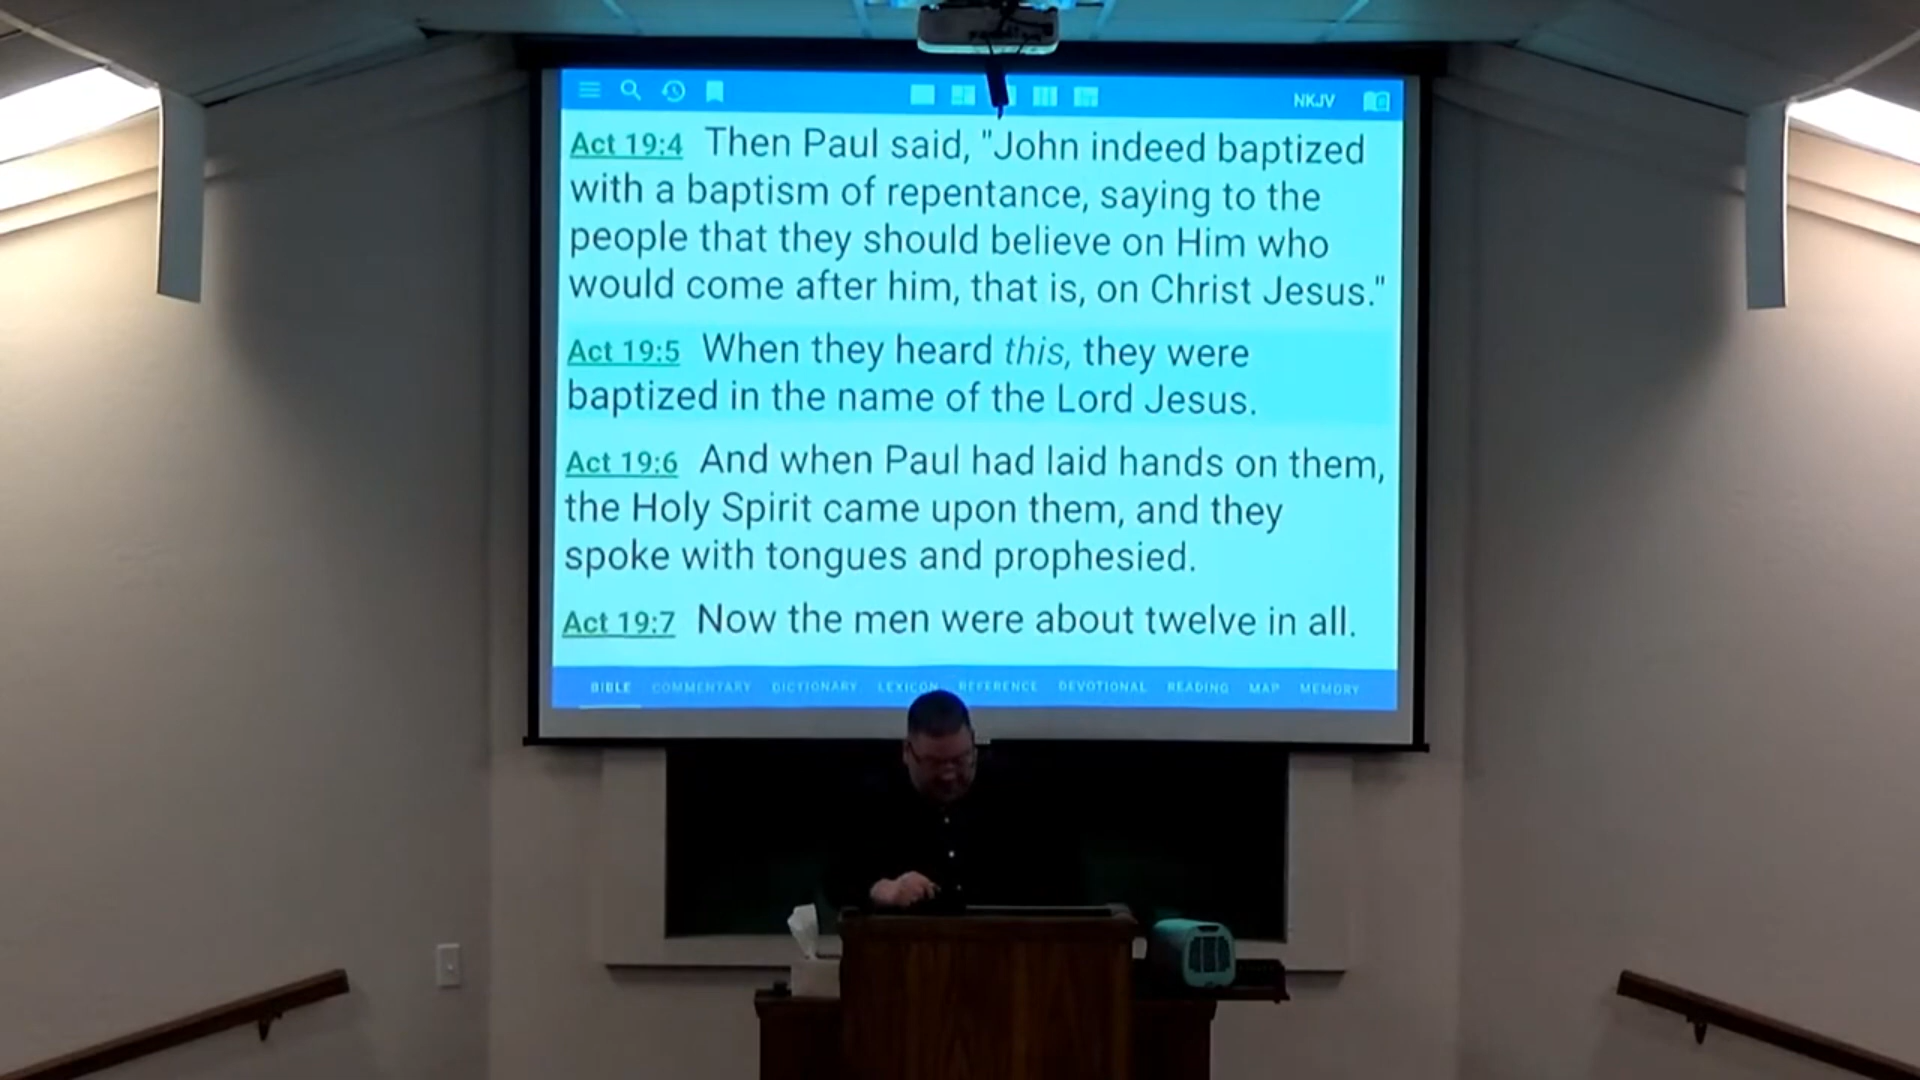 NKJV
Act 19:4 Then Paul said, "John indeed baptized
with a baptism of repentance, saying to the
people that they should believe on Him who
would come after him, that is, on Christ Jesus."
Act 19:5 When they heard this, they were
baptized in the name of the Lord Jesus.
Act 19:6 And when Paul had laid hands on them,
the Holy Spirit came upon them, and they
spoke with tongues and prophesied.
Act 19:7 Now the men were about twelve in all.
BIBLE COMMENTARY DICTIONARY LEXICON REFERENCE DEVOTIONAL READING MAP MEMORY